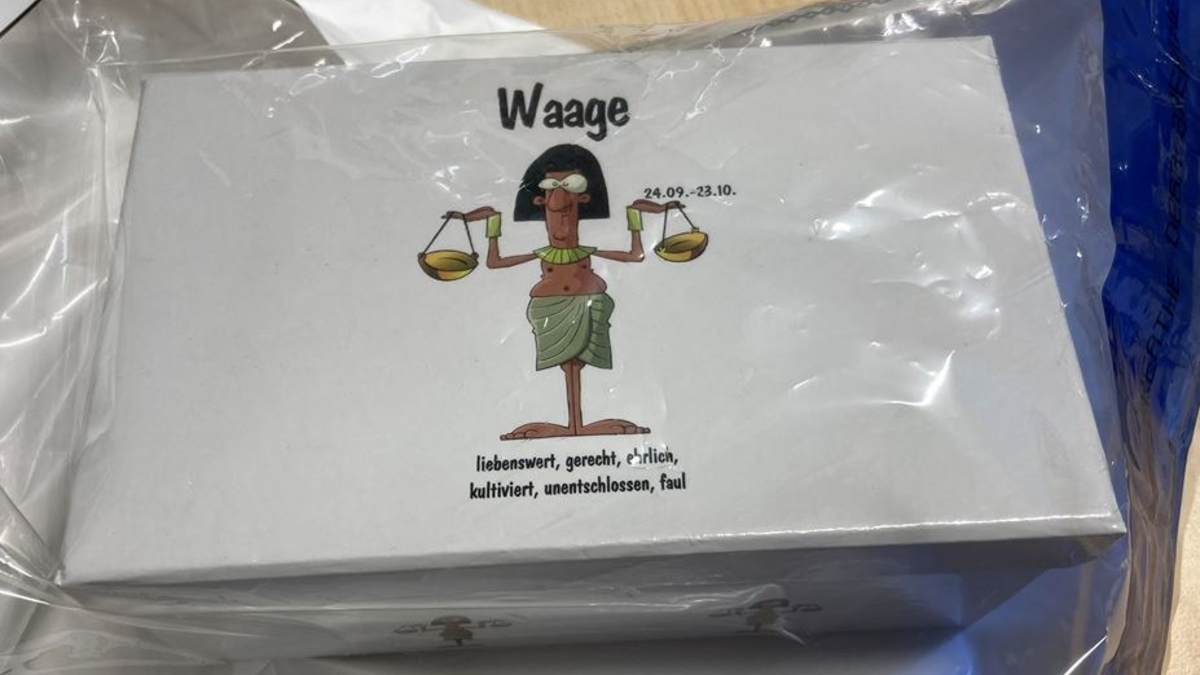 Waage
24.09.-23.10.
liebenswert, gerecht, ehrlich,
kultiviert, unentschlossen, faul